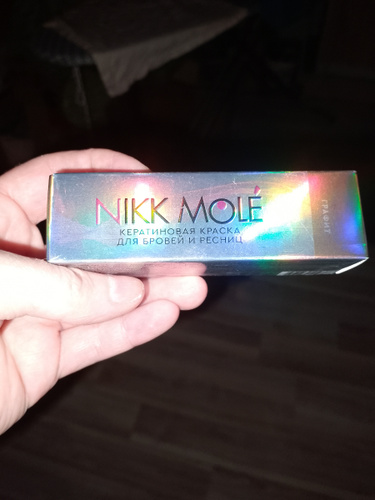 NIKK MOLÉ
КЕРАТИНОВАЯ КРАСКА
ДЛЯ БРОВЕЙ И РЕСНИЦ
ГРАФИТ